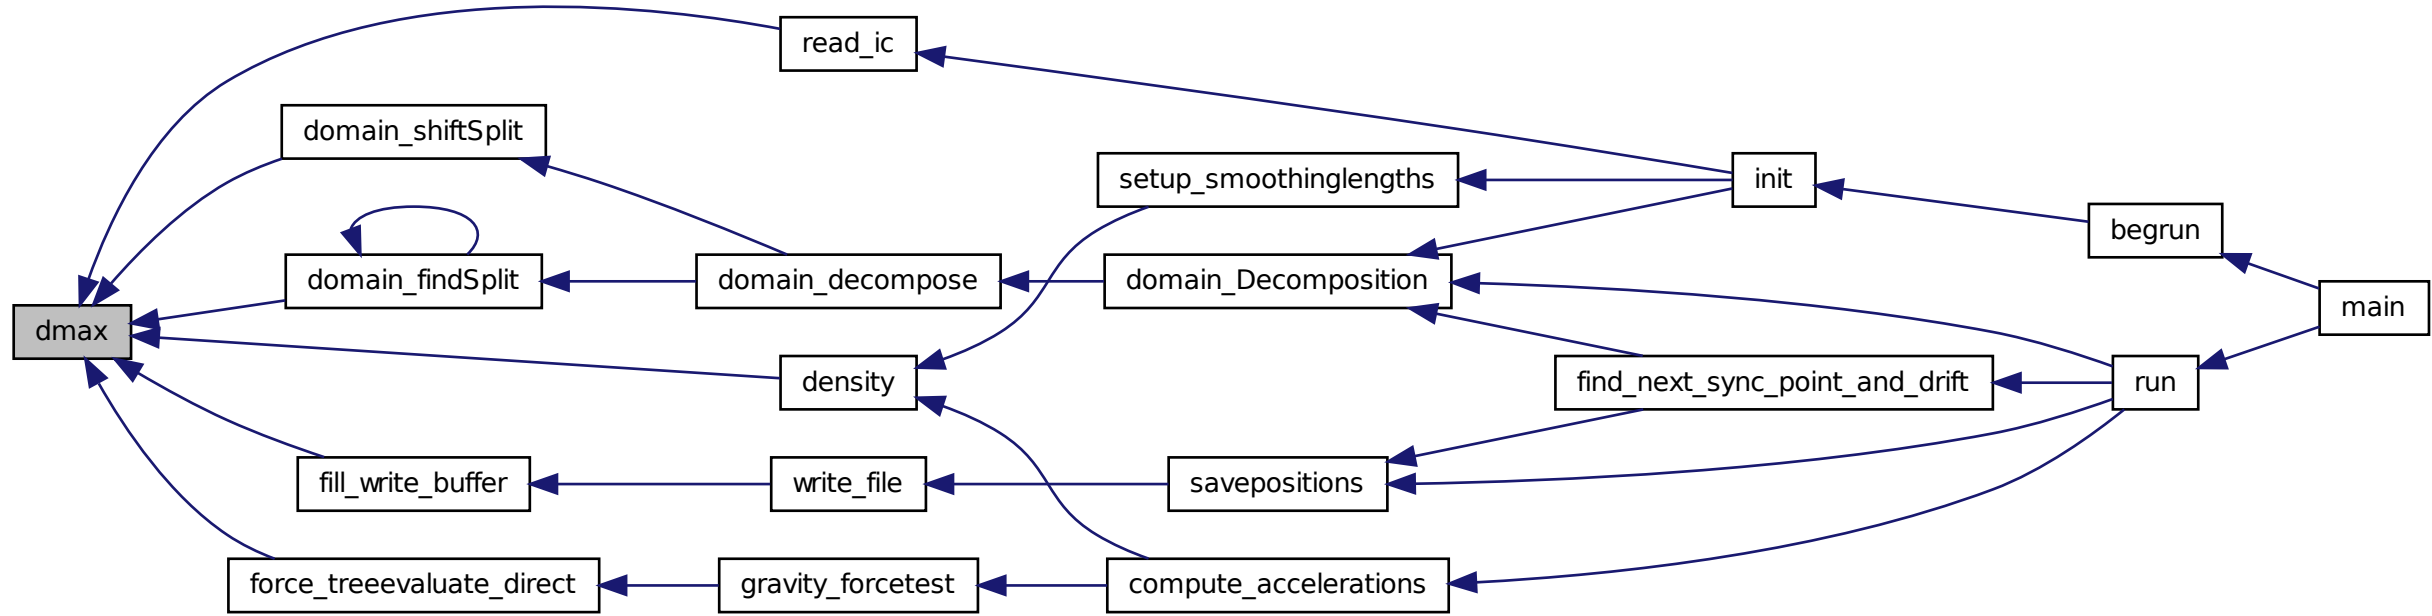 read_ic
domain_shiftSplit
setup_smoothinglengths
init
begrun
domain_findSplit
domain_decompose
domain_Decomposition
main
dmax
density
find_next_sync_point_and_drift
run
fill_write_buffer
write_file
savepositions
force_treeevaluate_direct
gravity_forcetest
compute_accelerations